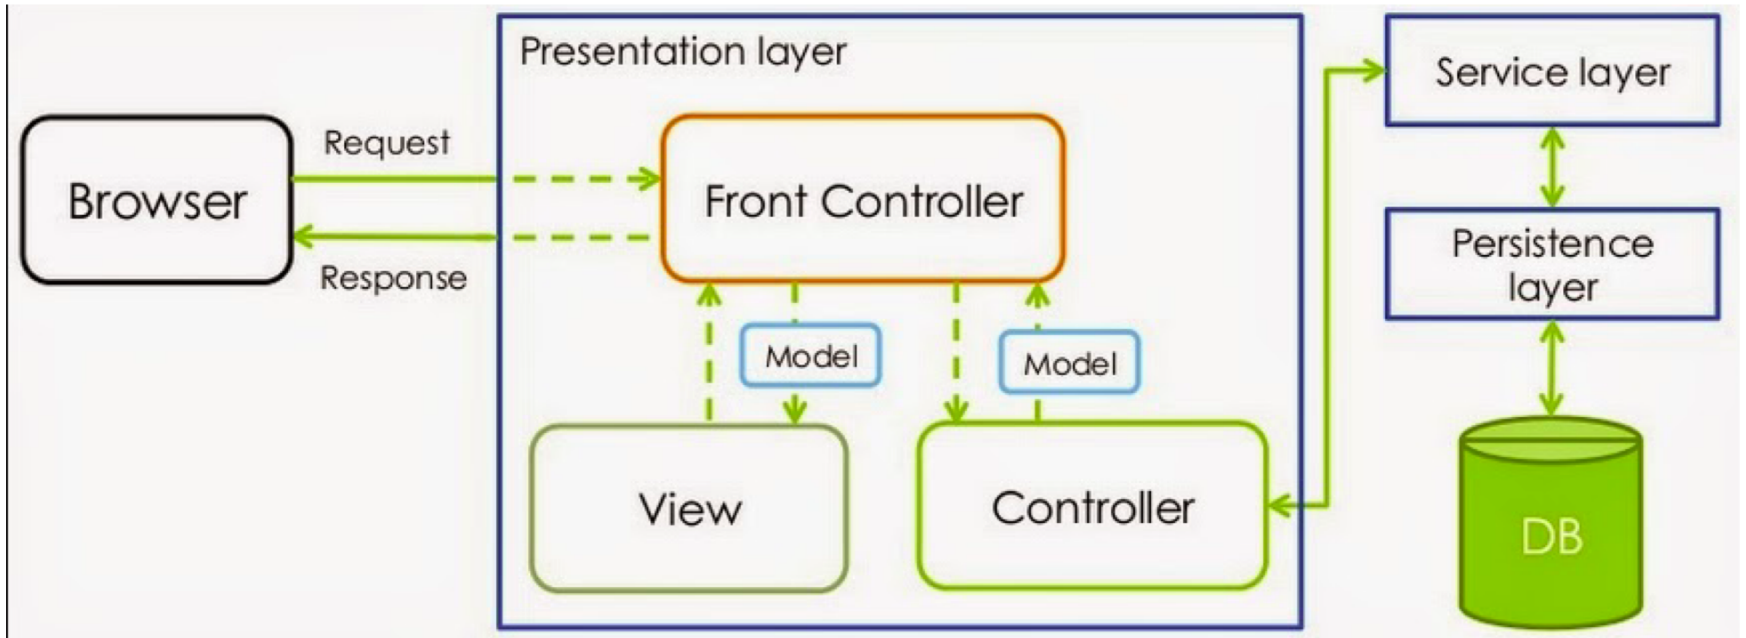 Presentation layer
Service layer
Request
Browser
Front Controller
Response
Persistence
layer
Model
Model
View
Controller
DB